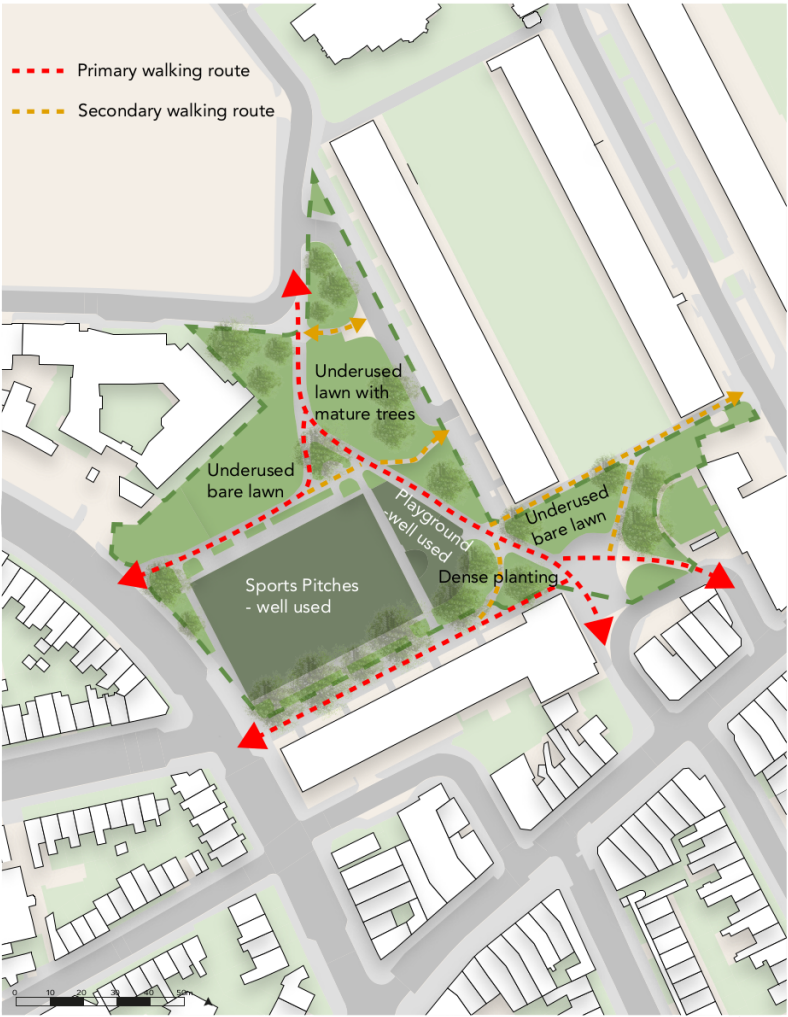 Primary walking route
Secondary walking route
Underused
lawn with
mature trees
Underused
bare lawn
Playground
-well used
Underused
bare lawn
Dense planting
Sports Pitches
- well used
0 10 20 30 40 50m